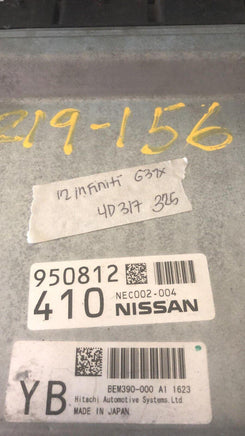 219-156
12 infiniti G37x
4D317 325
950812
410 NEC002-004
NISSAN
YB
BEM390-000 A1 1623
Hitachi Automotive Systems.Ltd
MADE IN JAPAN